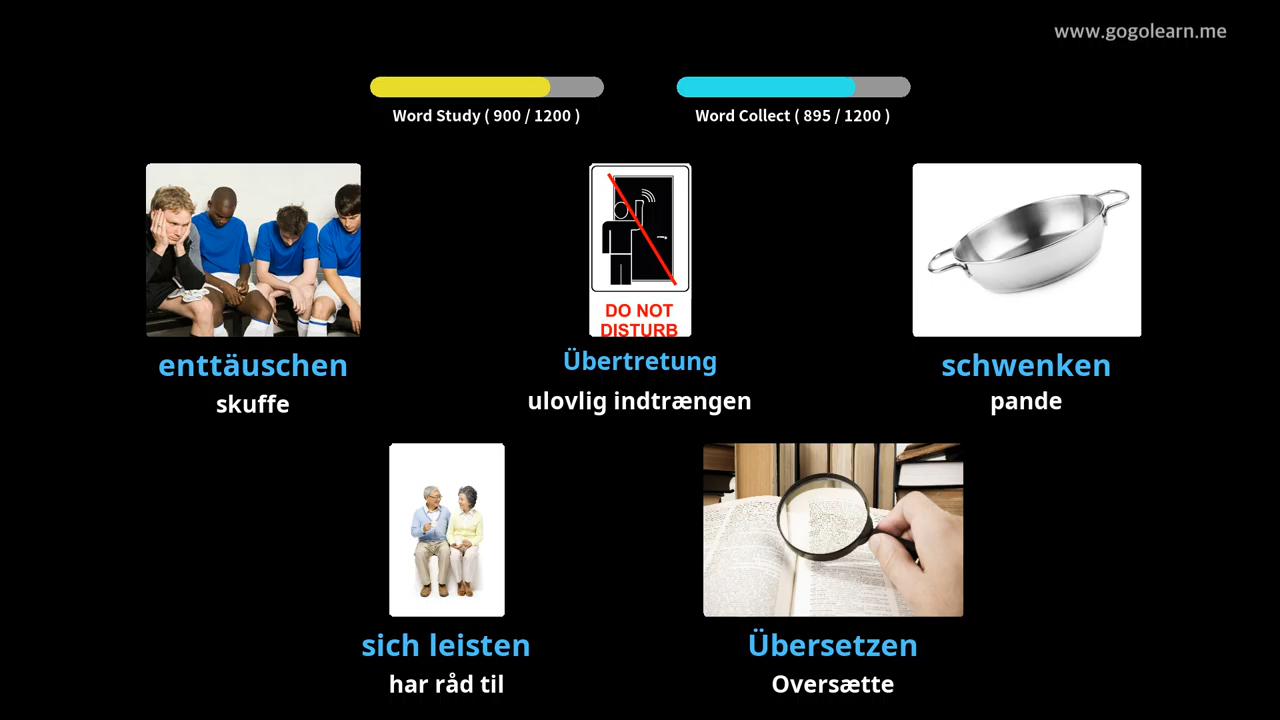 www.gogolearn.me
Word Study ( 900 / 1200 )
Word Collect ( 895 / 1200 )
DO NOT
DISTURB
enttäuschen
skuffe
Übertretung
ulovlig indtrængen
schwenken
pande
sich leisten
har råd til
Übersetzen
Oversætte